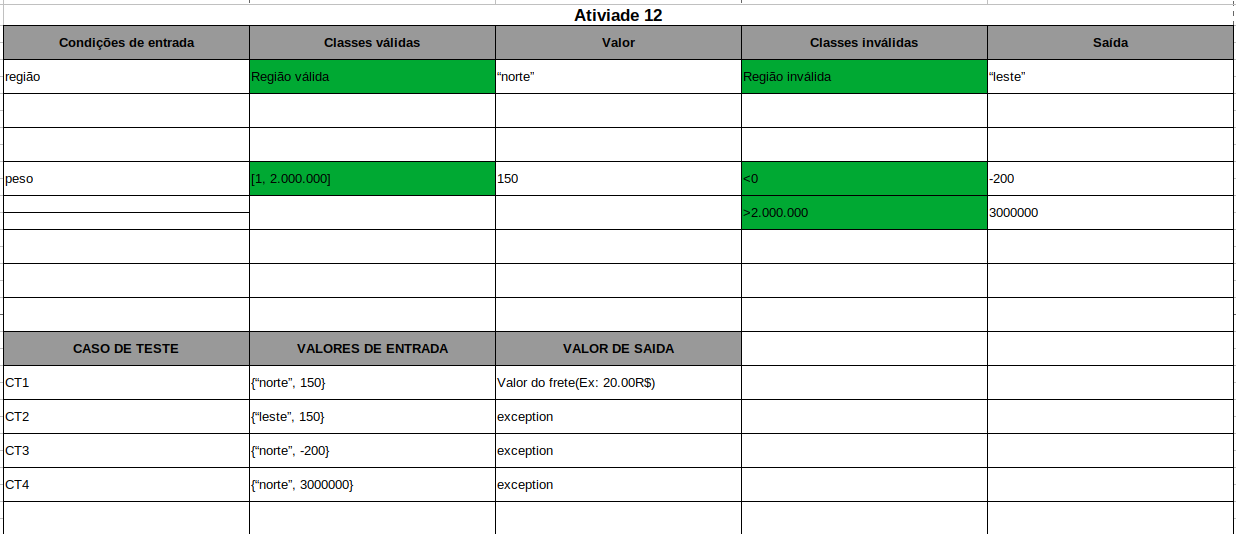 Ativiade 12
Condições de entrada Classes válidas Valor Classes inválidas Saída
região Região válida “norte” Região inválida “leste”
peso [1, 2.000.000] 150 <0 -200
>2.000.000 3000000
CASO DE TESTE VALORES DE ENTRADA VALOR DE SAIDA
CT1 {“norte”, 150} Valor do frete(Ex: 20.00R$)
CT2 {“leste”, 150} exception
CT3 {“norte”, -200} exception
CT4 {“norte”, 3000000} exception